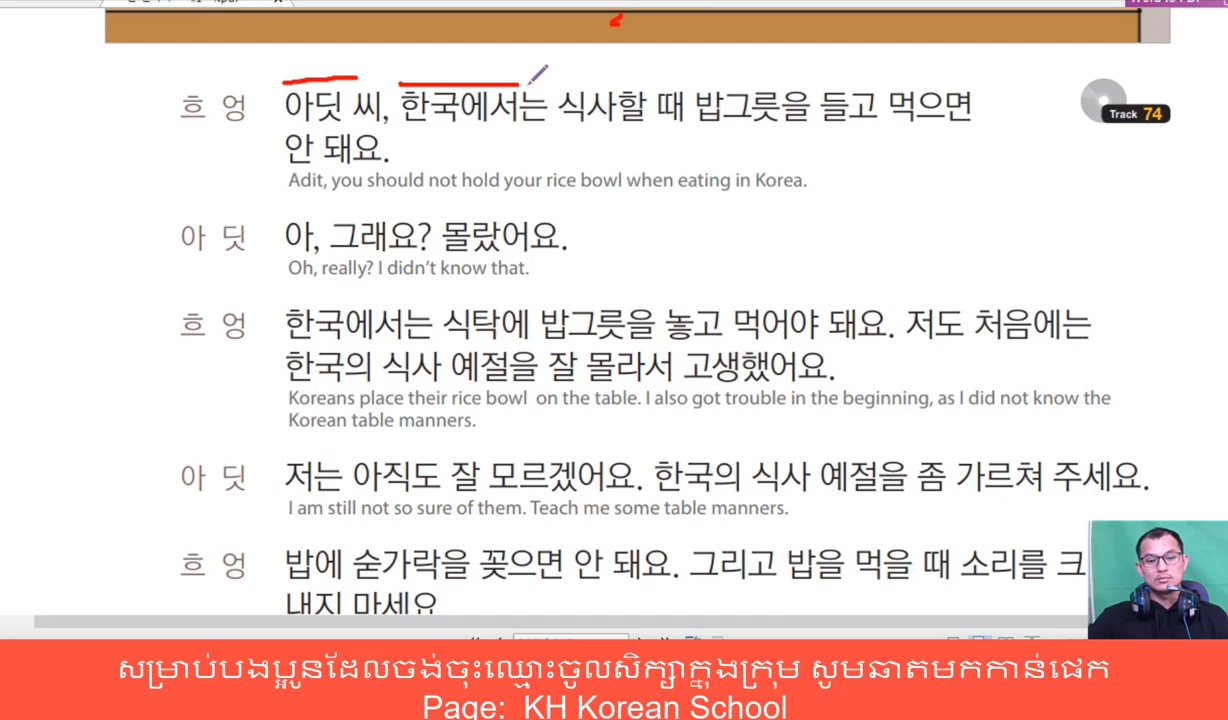 흐 엉 아딧 씨, 한국에서는 식사할 때 밥그릇을 들고 먹으면
안 돼요.
Adit, you should not hold your rice bowl when eating in Korea.
Track 74
아 딧 아, 그래요? 몰랐어요.
Oh, really? I didn't know that.
흐 엉 한국에서는 식탁에 밥그릇을 놓고 먹어야 돼요. 저도 처음에는
한국의 식사 예절을 잘 몰라서 고생했어요.
Koreans place their rice bowl on the table. I also got trouble in the beginning, as I did not know the
Korean table manners.
아 딧 저는 아직도 잘 모르겠어요. 한국의 식사 예절을 좀 가르쳐 주세요.
I am still not so sure of them. Teach me some table manners.
흐 엉 밥에 숟가락을 꽂으면 안 돼요. 그리고 밥을 먹을 때 소리를 크
내지 마세요
សម្រាប់បងប្អូនដែលចង់ចុះឈ្មោះចូលសិក្សាក្នុងក្រុម សូមឆាតមកកាន់ផេក
Page: KH Korean School